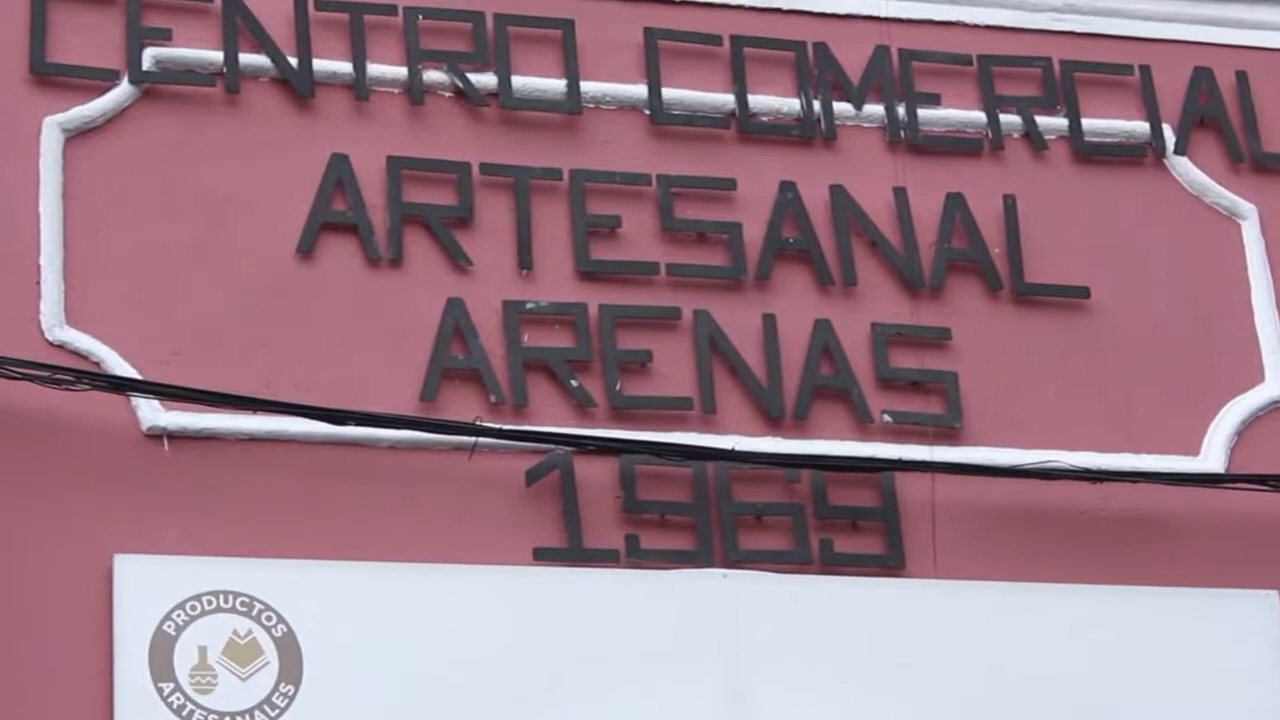 CENTRO COMERCIAL
ARTESANAL
ARENAS
1969
PRODUCTOS
ARTESANALES